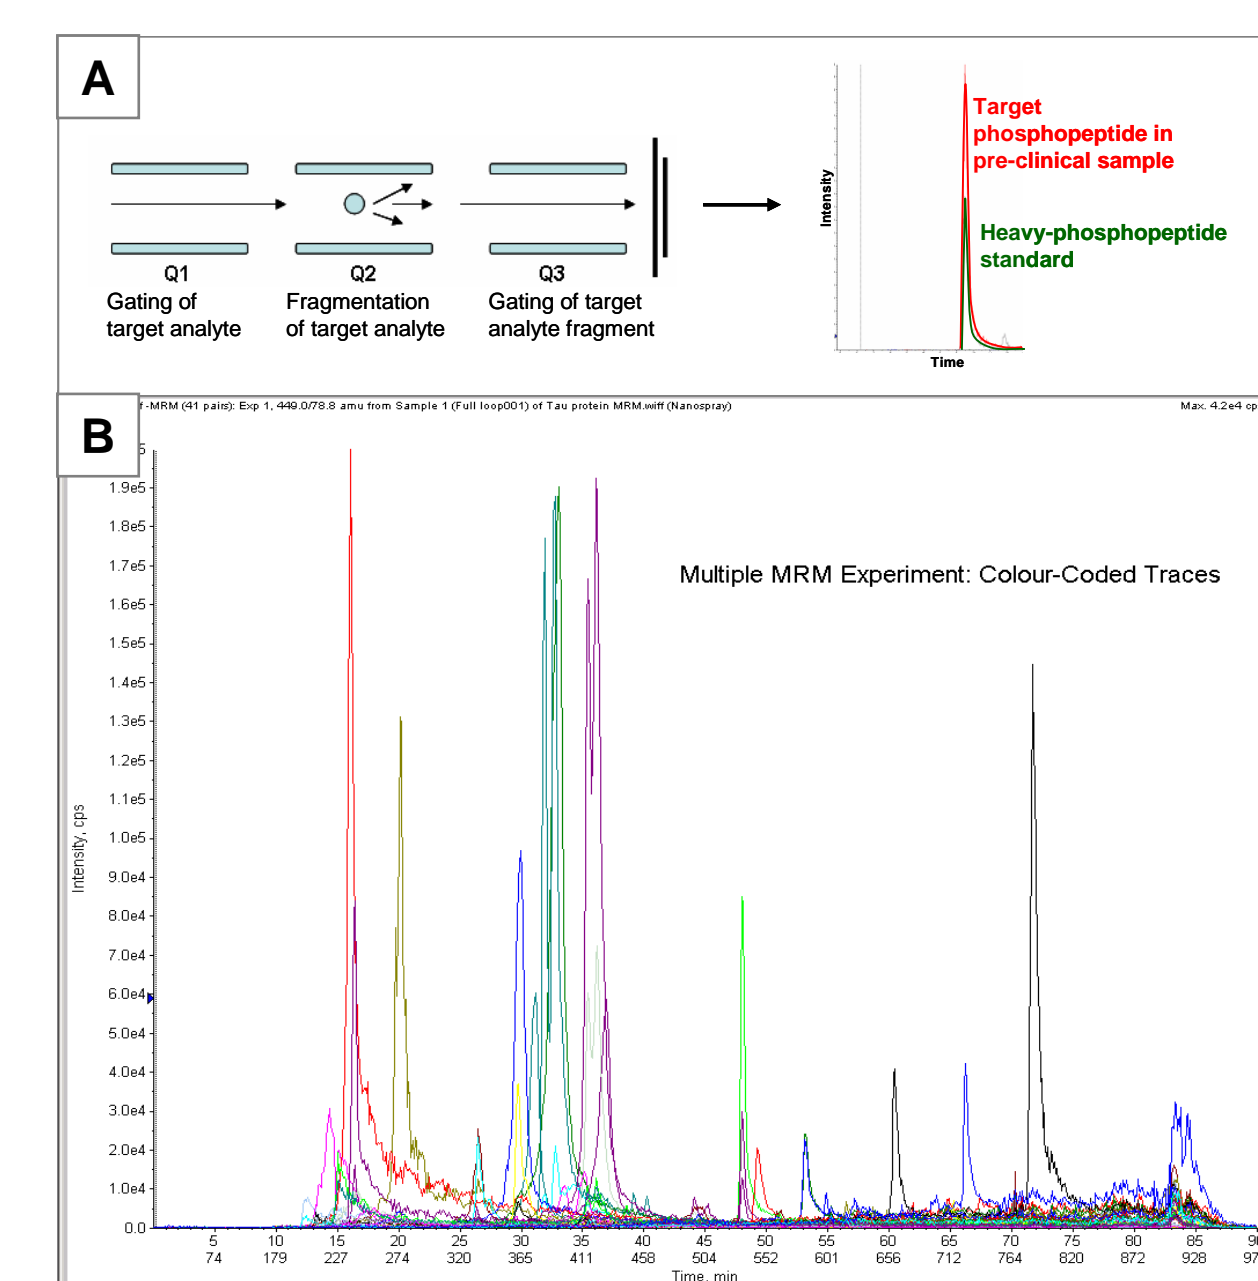 A
Q1
Q2
Q3
Gating of
target analyte
Fragmentation
of target analyte
Gating of target
analyte fragment
Intensity
Time
Target
phosphopeptide in
pre-clinical sample
Heavy-phosphopeptide
standard
B
-MRM (41 pairs): Exp 1, 449.0/78.8 amu from Sample 1 (Full loop001) of Tau protein MRM.wiff (Nanospray)
Max. 4.2e4 cp
Multiple MRM Experiment: Colour-Coded Traces
Intensity, cps
1.9e5
1.8e5
1.7e5
1.6e5
1.5e5
1.4e5
1.3e5
1.2e5
1.1e5
1.0e5
9.0e4
8.0e4
7.0e4
6.0e4
5.0e4
4.0e4
3.0e4
2.0e4
1.0e4
0.0
5 10 15 20 25 30 35 40 45 50 55 60 65 70 75 80 85
74 179 227 274 320 365 411 458 504 552 601 656 712 764 820 872 928
Time, min